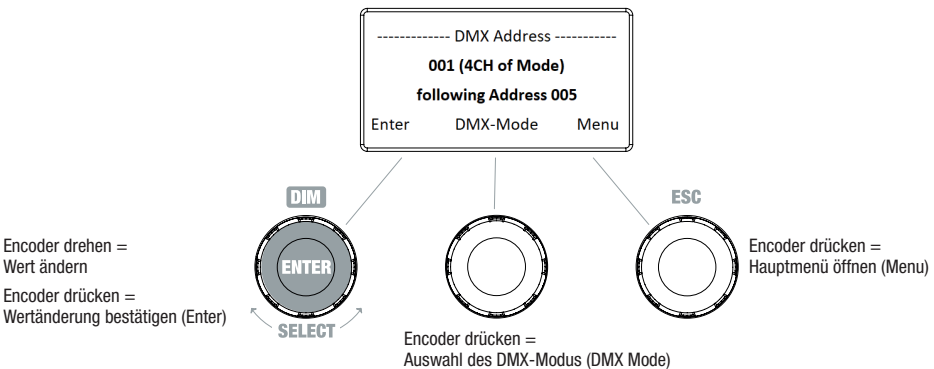 ------------- DMX Address -----------
001 (4CH of Mode)
following Address 005
Enter DMX-Mode Menu
DIM
ESC
ENTER
SELECT
Encoder drehen =
Wert ändern
Encoder drücken =
Wertänderung bestätigen (Enter)
Encoder drücken =
Auswahl des DMX-Modus (DMX Mode)
Encoder drücken =
Hauptmenü öffnen (Menu)